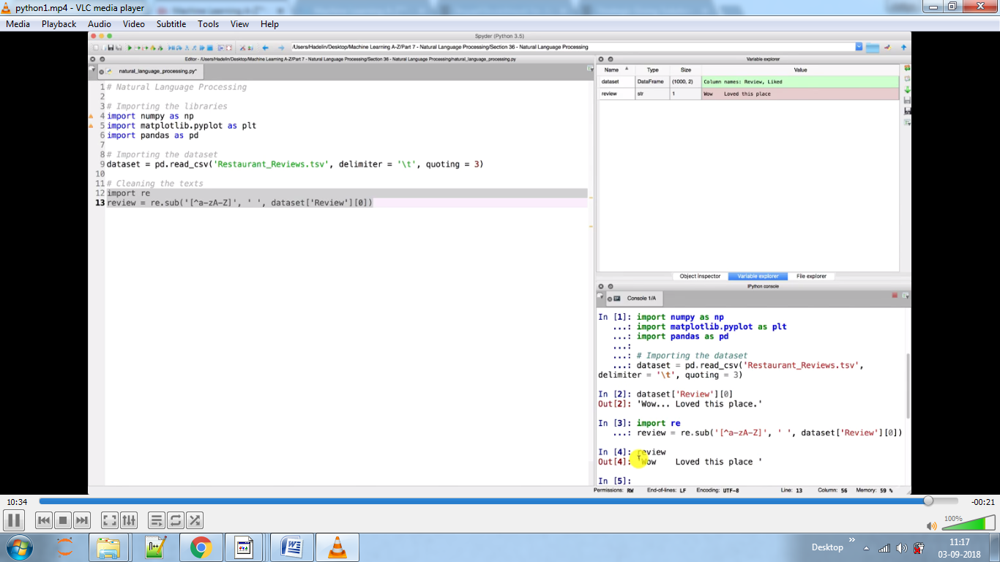 python1.mp4 - VLC media player
Media Playback Audio Video Subtitle Tools View Help
Spyder (Python 3.5)
/Users/Hadelin/Desktop/Machine Learning A-Z/Part 7 - Natural Language Processing/Section 36 - Natural Language Processing
Editor - /Users/Hadelin/Desktop/Machine Learning A-Z/Part 7 - Natural Language Processing/Section 36 - Natural Language Processing/natural_language_processing.py
natural_language_processing.py*
1 # Natural Language Processing
2
3 # Importing the libraries
4 import numpy as np
5 import matplotlib.pyplot as plt
6 import pandas as pd
7
8 # Importing the dataset
9 dataset = pd.read_csv('Restaurant_Reviews.tsv', delimiter = '\t', quoting = 3)
10
11 # Cleaning the texts
12 import re
13 review = re.sub('[^a-zA-Z]', ' ', dataset['Review'][0])
Variable explorer
Name Type Size Value
dataset DataFrame (1000, 2) Column names: Review, Liked
review str 1 Wow    Loved this place
Object inspector Variable explorer File explorer
IPython console
Console 1/A
In [1]: import numpy as np
...: import matplotlib.pyplot as plt
...: import pandas as pd
...:
...: # Importing the dataset
...: dataset = pd.read_csv('Restaurant_Reviews.tsv',
delimiter = '\t', quoting = 3)
In [2]: dataset['Review'][0]
Out[2]: 'Wow... Loved this place.'
In [3]: import re
...: review = re.sub('[^a-zA-Z]', ' ', dataset['Review'][0])
In [4]: review
Out[4]: 'Wow    Loved this place '
In [5]:
Permissions: RW End-of-lines: LF Encoding: UTF-8 Line: 13 Column: 56 Memory: 59 %
10:34 -00:21
100%
Desktop
11:17
03-09-2018